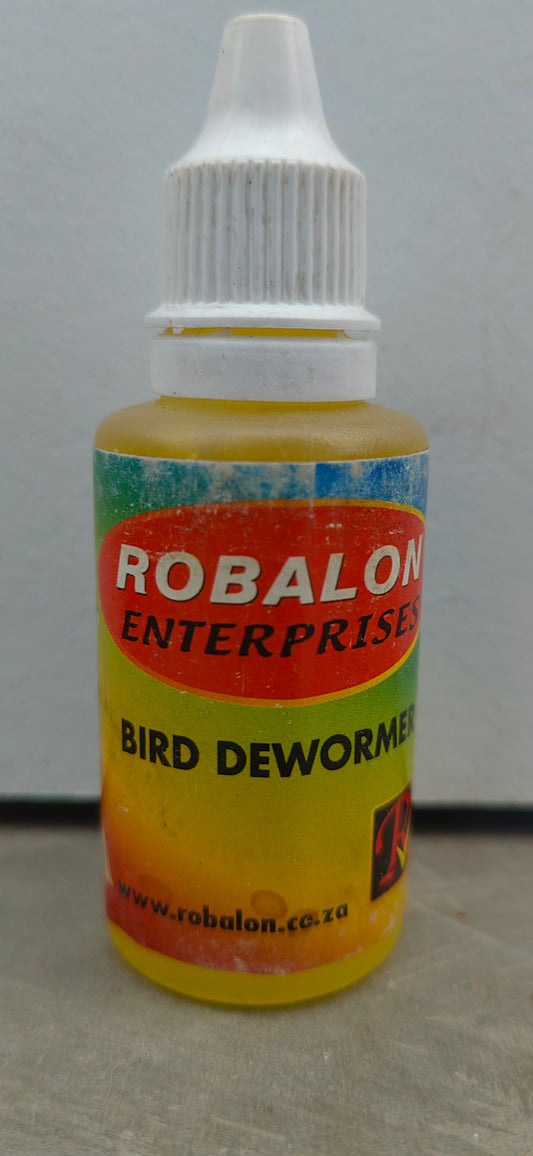 ROBALON
ENTERPRISES
BIRD DEWORMER
R
www.robalon.co.za